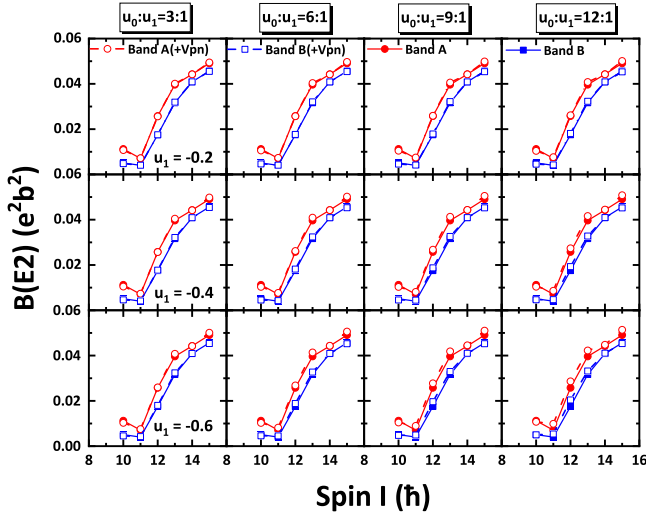 u₀:u₁=3:1 u₀:u₁=6:1 u₀:u₁=9:1 u₀:u₁=12:1
0.06 Band A(+Vpn) Band B(+Vpn) Band A Band B
0.04
0.02
u₁ = -0.2
0.06
0.04
0.02
u₁ = -0.4
0.06
0.04
0.02
u₁ = -0.6
0.00
8 10 12 14 8 10 12 14 8 10 12 14 8 10 12 14 16
B(E2) (e²b²)
Spin I (ħ)